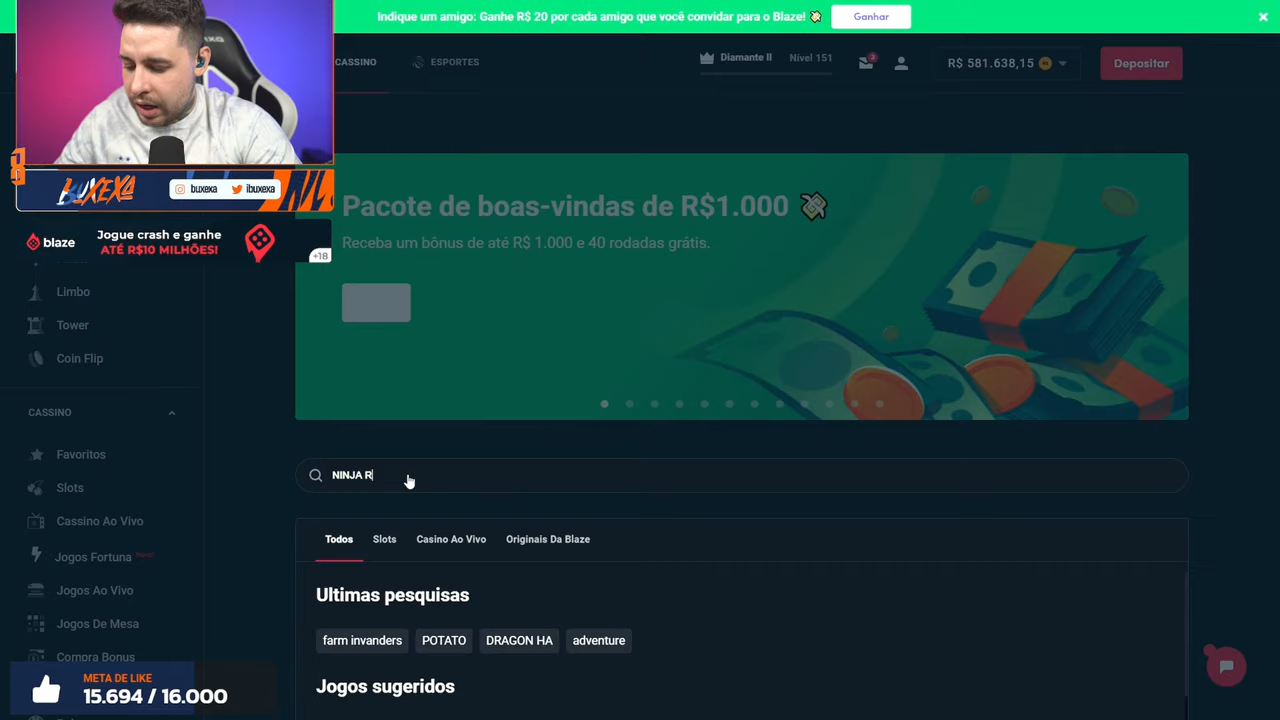 Indique um amigo: Ganhe R$ 20 por cada amigo que você convidar para o Blaze!
Ganhar
CASSINO
ESPORTES
Diamante II
Nível 151
3
R$ 581.638,15
Depositar
BUXEXA
buxexa
ibuxexa
blaze
Jogue crash e ganhe
ATÉ R$10 MILHÕES!
+18
Pacote de boas-vindas de R$1.000
Receba um bônus de até R$ 1.000 e 40 rodadas grátis.
Limbo
Tower
Coin Flip
CASSINO
Favoritos
Slots
Cassino Ao Vivo
Jogos Fortuna New!
Jogos Ao Vivo
Jogos De Mesa
Compra Bonus
NINJA R
Todos
Slots
Casino Ao Vivo
Originais Da Blaze
Ultimas pesquisas
farm invanders
POTATO
DRAGON HA
adventure
Jogos sugeridos
META DE LIKE
15.694 / 16.000